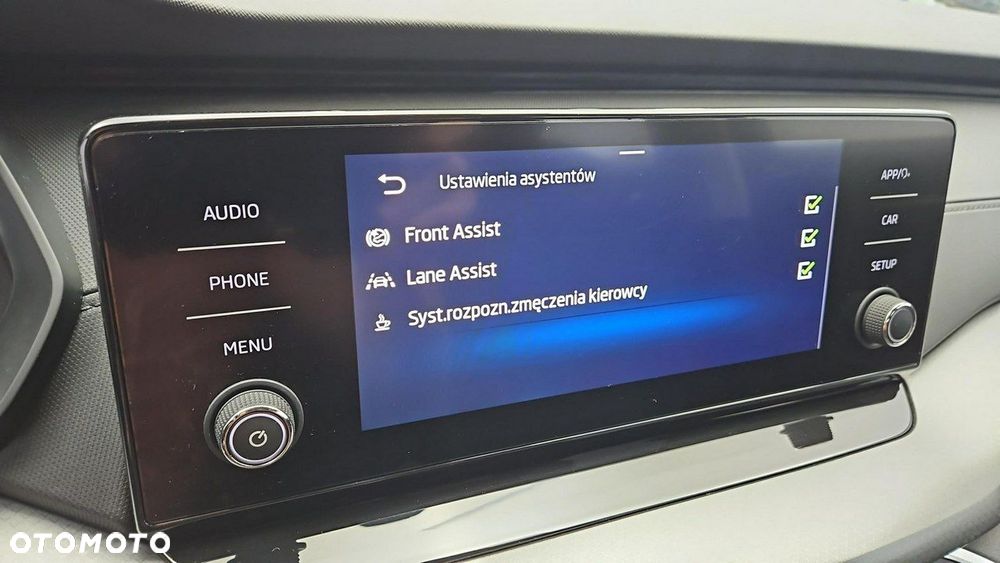 AUDIO
PHONE
MENU
Ustawienia asystentów
Front Assist
Lane Assist
Syst.rozpozn.zmęczenia kierowcy
APP/
CAR
SETUP
OTOMOTO